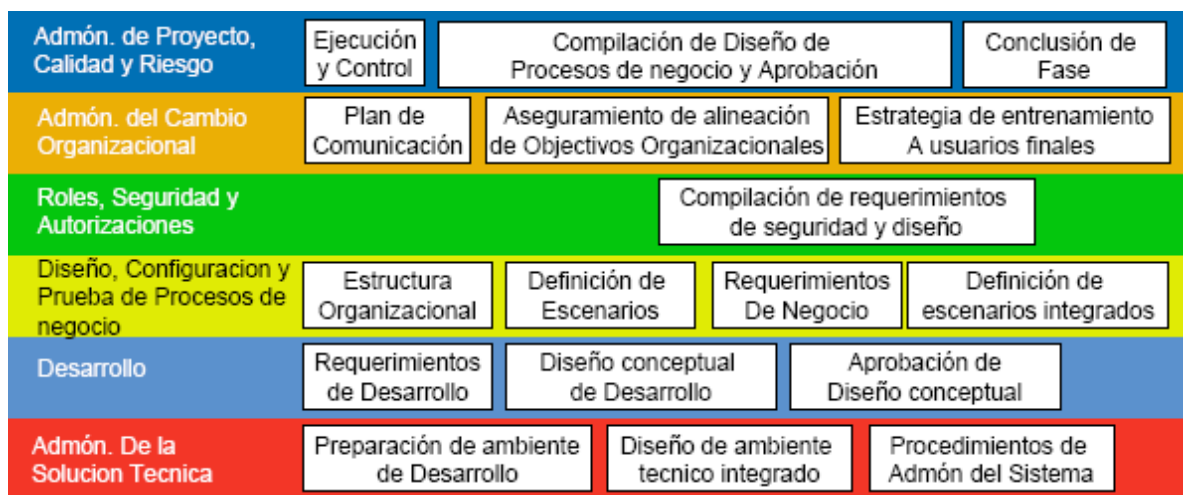 Admón. de Proyecto,
Calidad y Riesgo
Ejecución
y Control
Compilación de Diseño de
Procesos de negocio y Aprobación
Conclusión de
Fase
Admón. del Cambio
Organizacional
Plan de
Comunicación
Aseguramiento de alineación
de Objectivos Organizacionales
Estrategia de entrenamiento
A usuarios finales
Roles, Seguridad y
Autorizaciones
Compilación de requerimientos
de seguridad y diseño
Diseño, Configuracion y
Prueba de Procesos de
negocio
Estructura
Organizacional
Definición de
Escenarios
Requerimientos
De Negocio
Definición de
escenarios integrados
Desarrollo
Requerimientos
de Desarrollo
Diseño conceptual
de Desarrollo
Aprobación de
Diseño conceptual
Admón. De la
Solucion Tecnica
Preparación de ambiente
de Desarrollo
Diseño de ambiente
tecnico integrado
Procedimientos de
Admón del Sistema